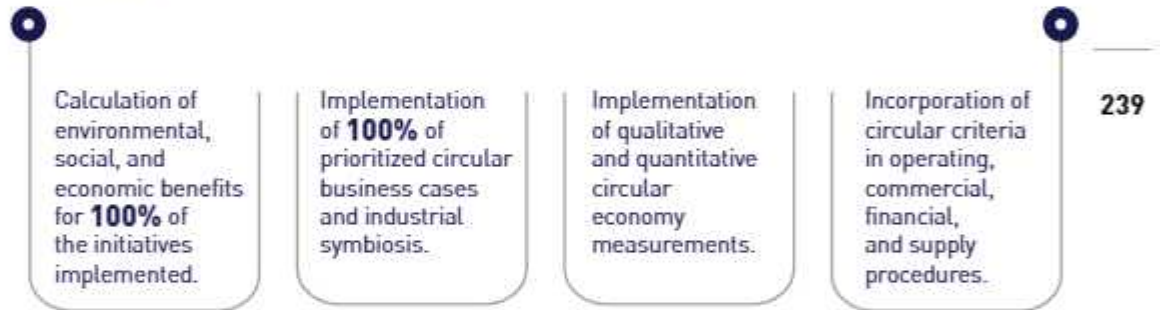 Calculation of
environmental,
social, and
economic benefits
for 100% of
the initiatives
implemented.
Implementation
of 100% of
prioritized circular
business cases
and industrial
symbiosis.
Implementation
of qualitative
and quantitative
circular
economy
measurements.
Incorporation of
circular criteria
in operating,
commercial,
financial,
and supply
procedures.
239